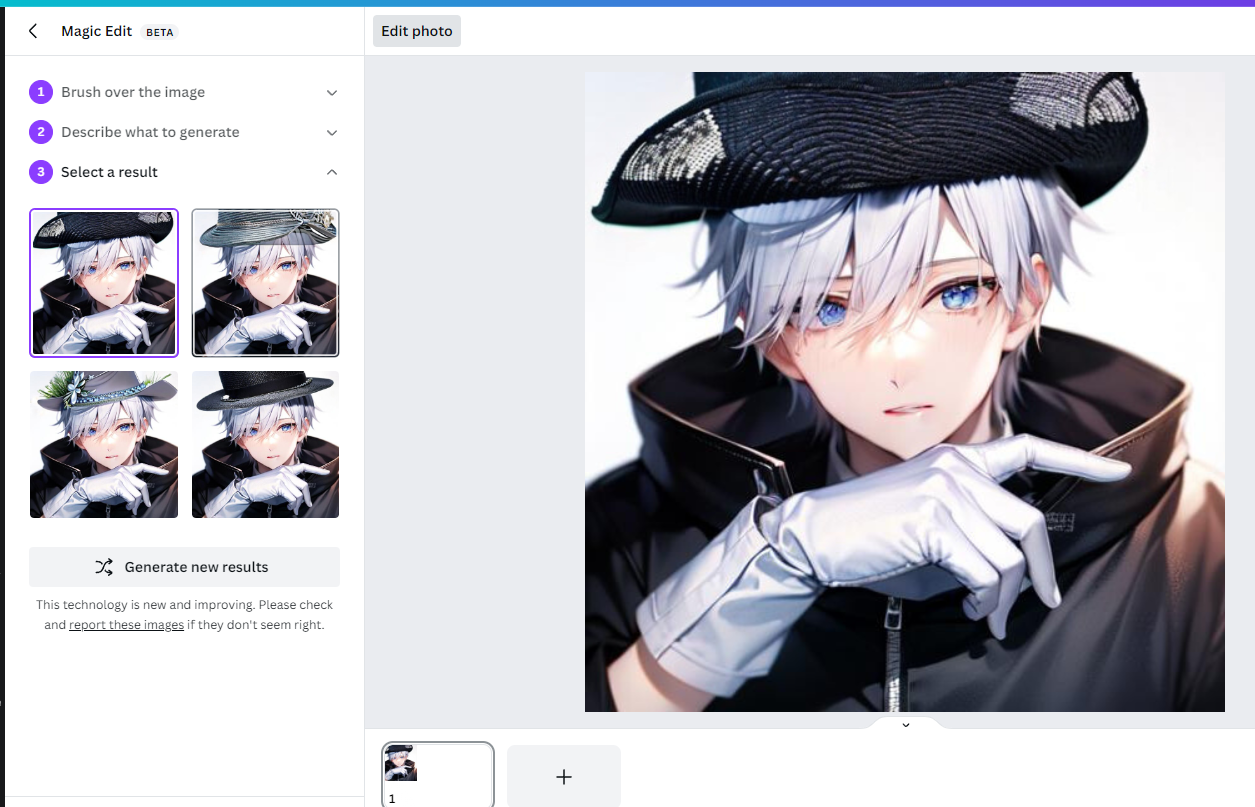 Magic Edit BETA
Edit photo
1 Brush over the image
2 Describe what to generate
3 Select a result
Generate new results
This technology is new and improving. Please check
and report these images if they don't seem right.
1